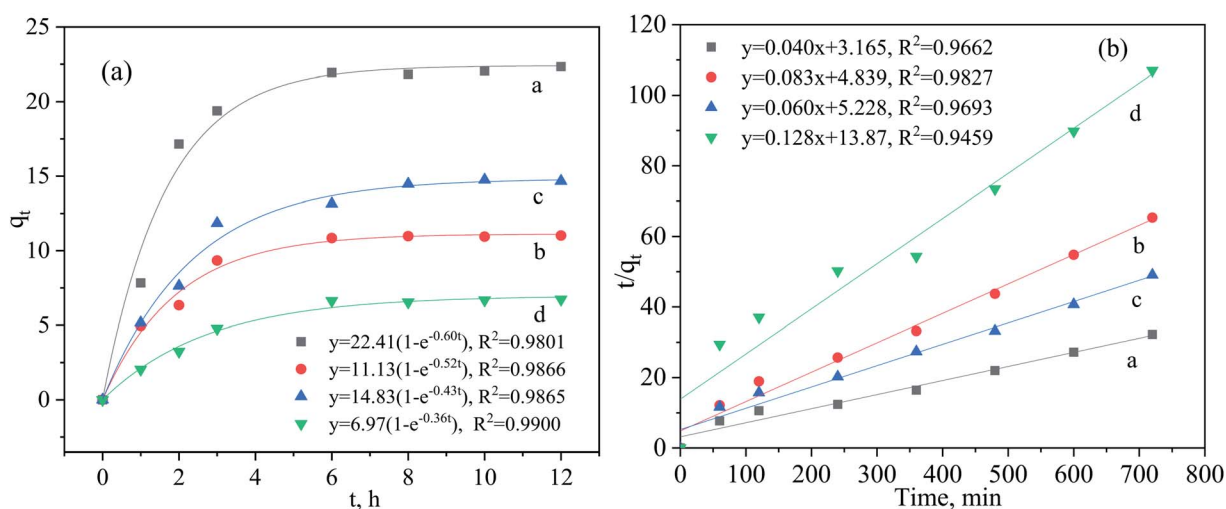 (a)
25
20
15
10
5
0
q_t
a
c
b
d
y=22.41(1-e^{-0.60t}), R²=0.9801
y=11.13(1-e^{-0.52t}), R²=0.9866
y=14.83(1-e^{-0.43t}), R²=0.9865
y=6.97(1-e^{-0.36t}), R²=0.9900
0 2 4 6 8 10 12
t, h
(b)
120
100
80
60
40
20
0
t/q_t
y=0.040x+3.165, R²=0.9662
y=0.083x+4.839, R²=0.9827
y=0.060x+5.228, R²=0.9693
y=0.128x+13.87, R²=0.9459
d
b
c
a
0 100 200 300 400 500 600 700 800
Time, min